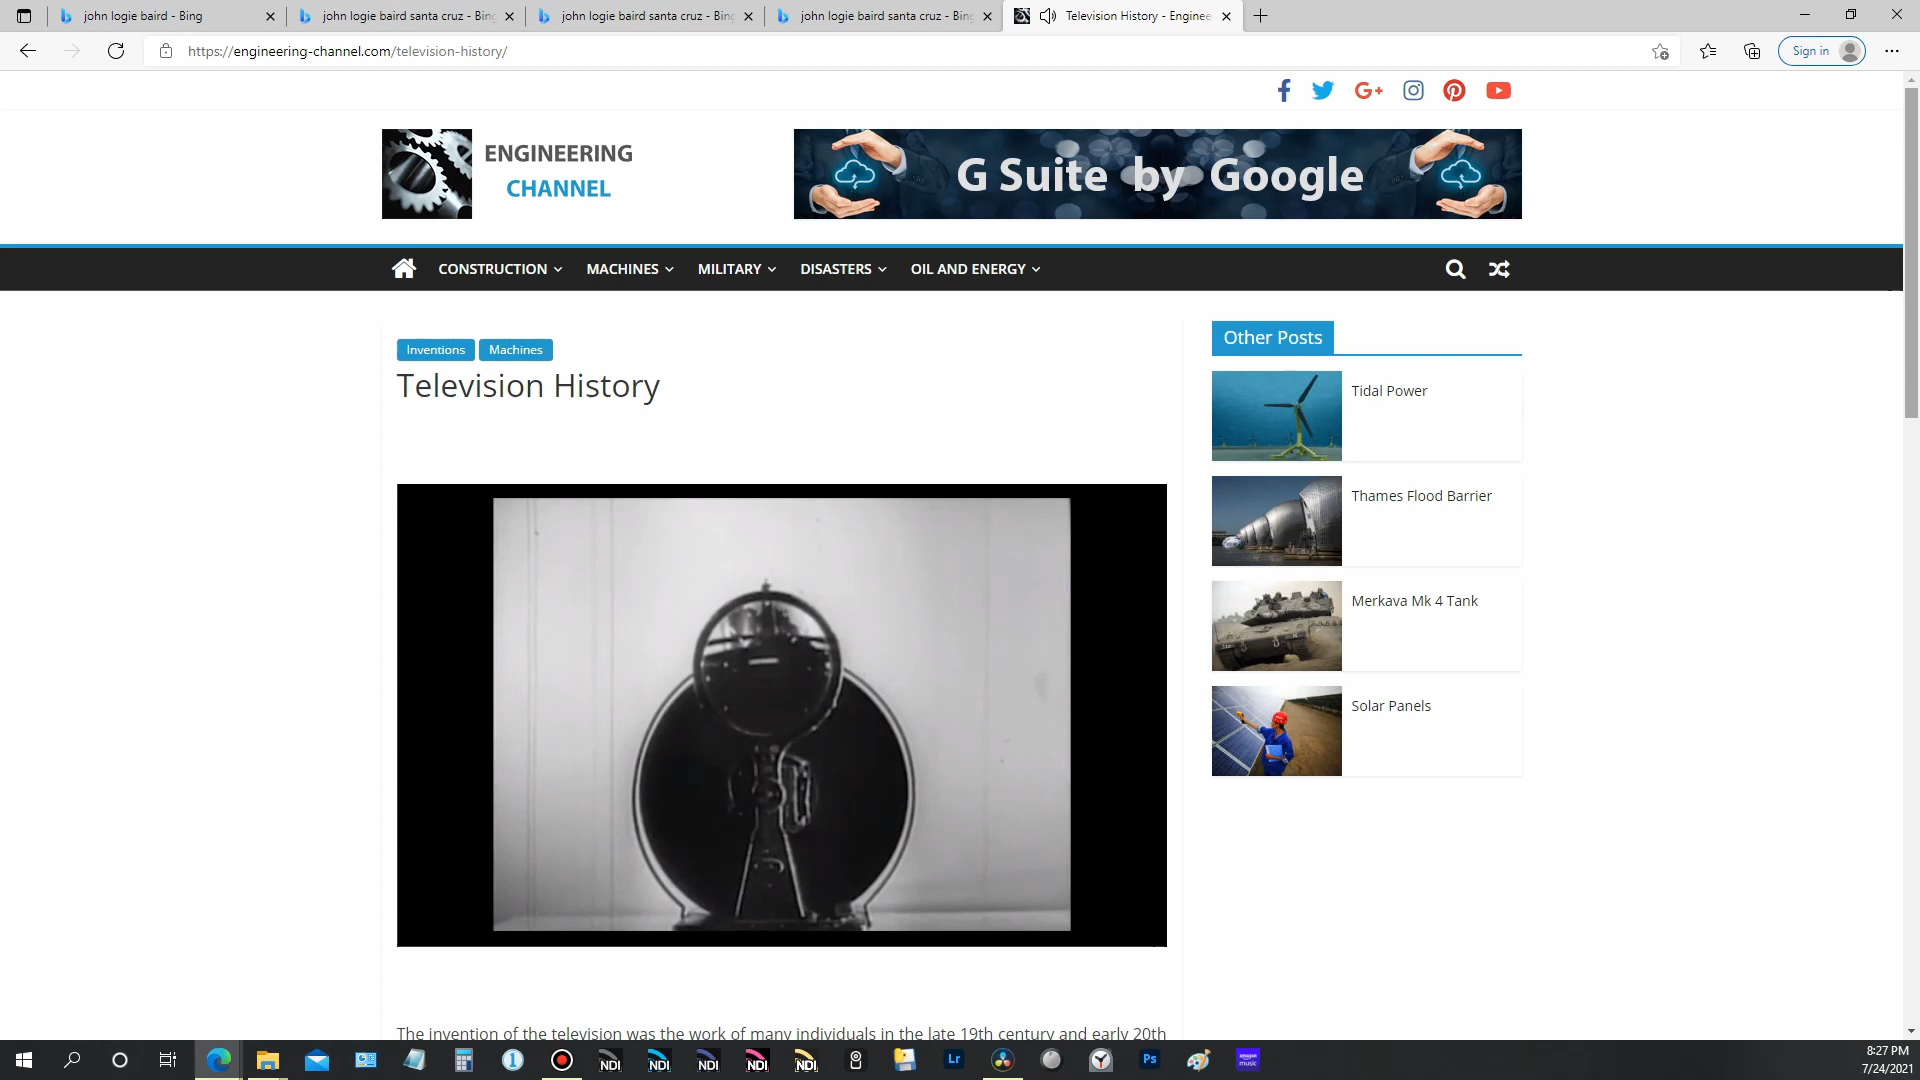 john logie baird - Bing
john logie baird santa cruz - Bing
john logie baird santa cruz - Bing
john logie baird santa cruz - Bing
Television History - Enginee
https://engineering-channel.com/television-history/
Sign in
G+
ENGINEERING
CHANNEL
G Suite by Google
CONSTRUCTION
MACHINES
MILITARY
DISASTERS
OIL AND ENERGY
Inventions
Machines
Television History
Other Posts
Tidal Power
Thames Flood Barrier
Merkava Mk 4 Tank
Solar Panels
The invention of the television was the work of many individuals in the late 19th century and early 20th
NDI
NDI
NDI
NDI
NDI
Lr
Ps
amazon
music
8:27 PM
7/24/2021